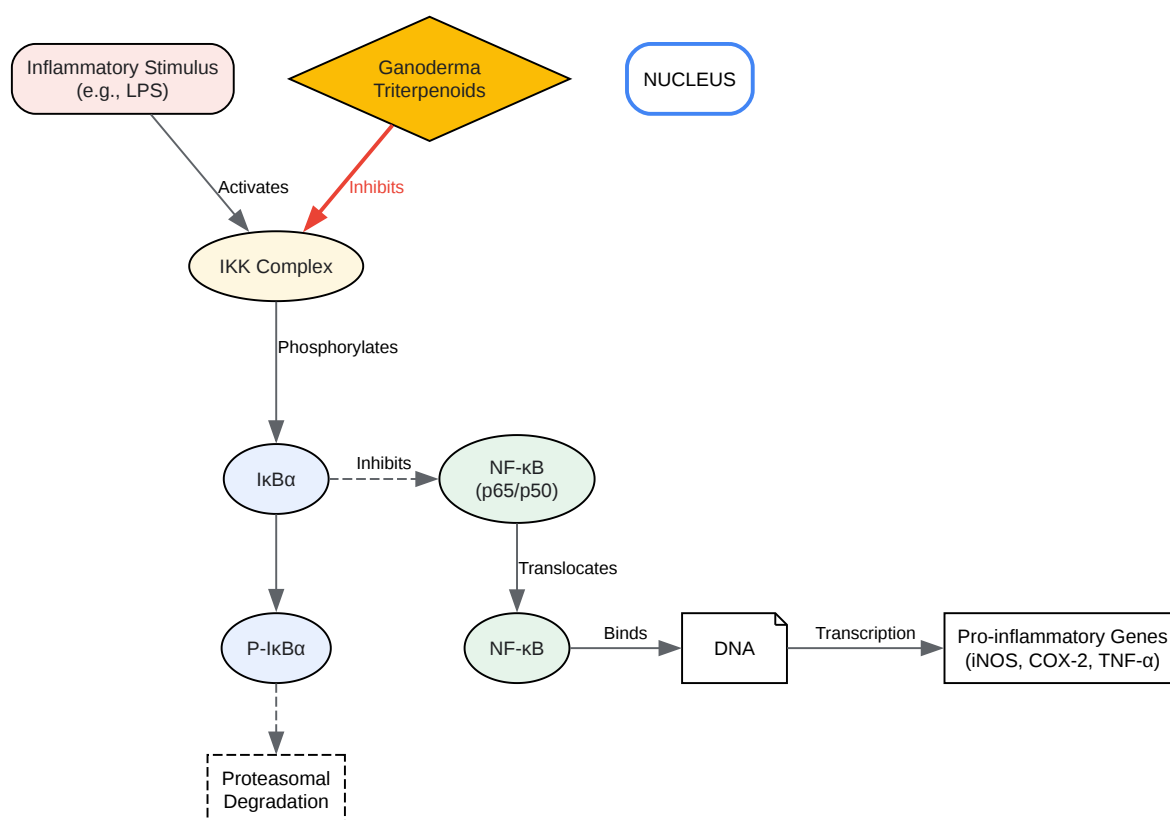 Inflammatory Stimulus
(e.g., LPS)
Ganoderma
Triterpenoids
NUCLEUS
Activates
Inhibits
IKK Complex
Phosphorylates
IκBα
Inhibits
NF-κB
(p65/p50)
Translocates
P-IκBα
NF-κB
Binds
DNA
Transcription
Pro-inflammatory Genes
(iNOS, COX-2, TNF-α)
Proteasomal
Degradation